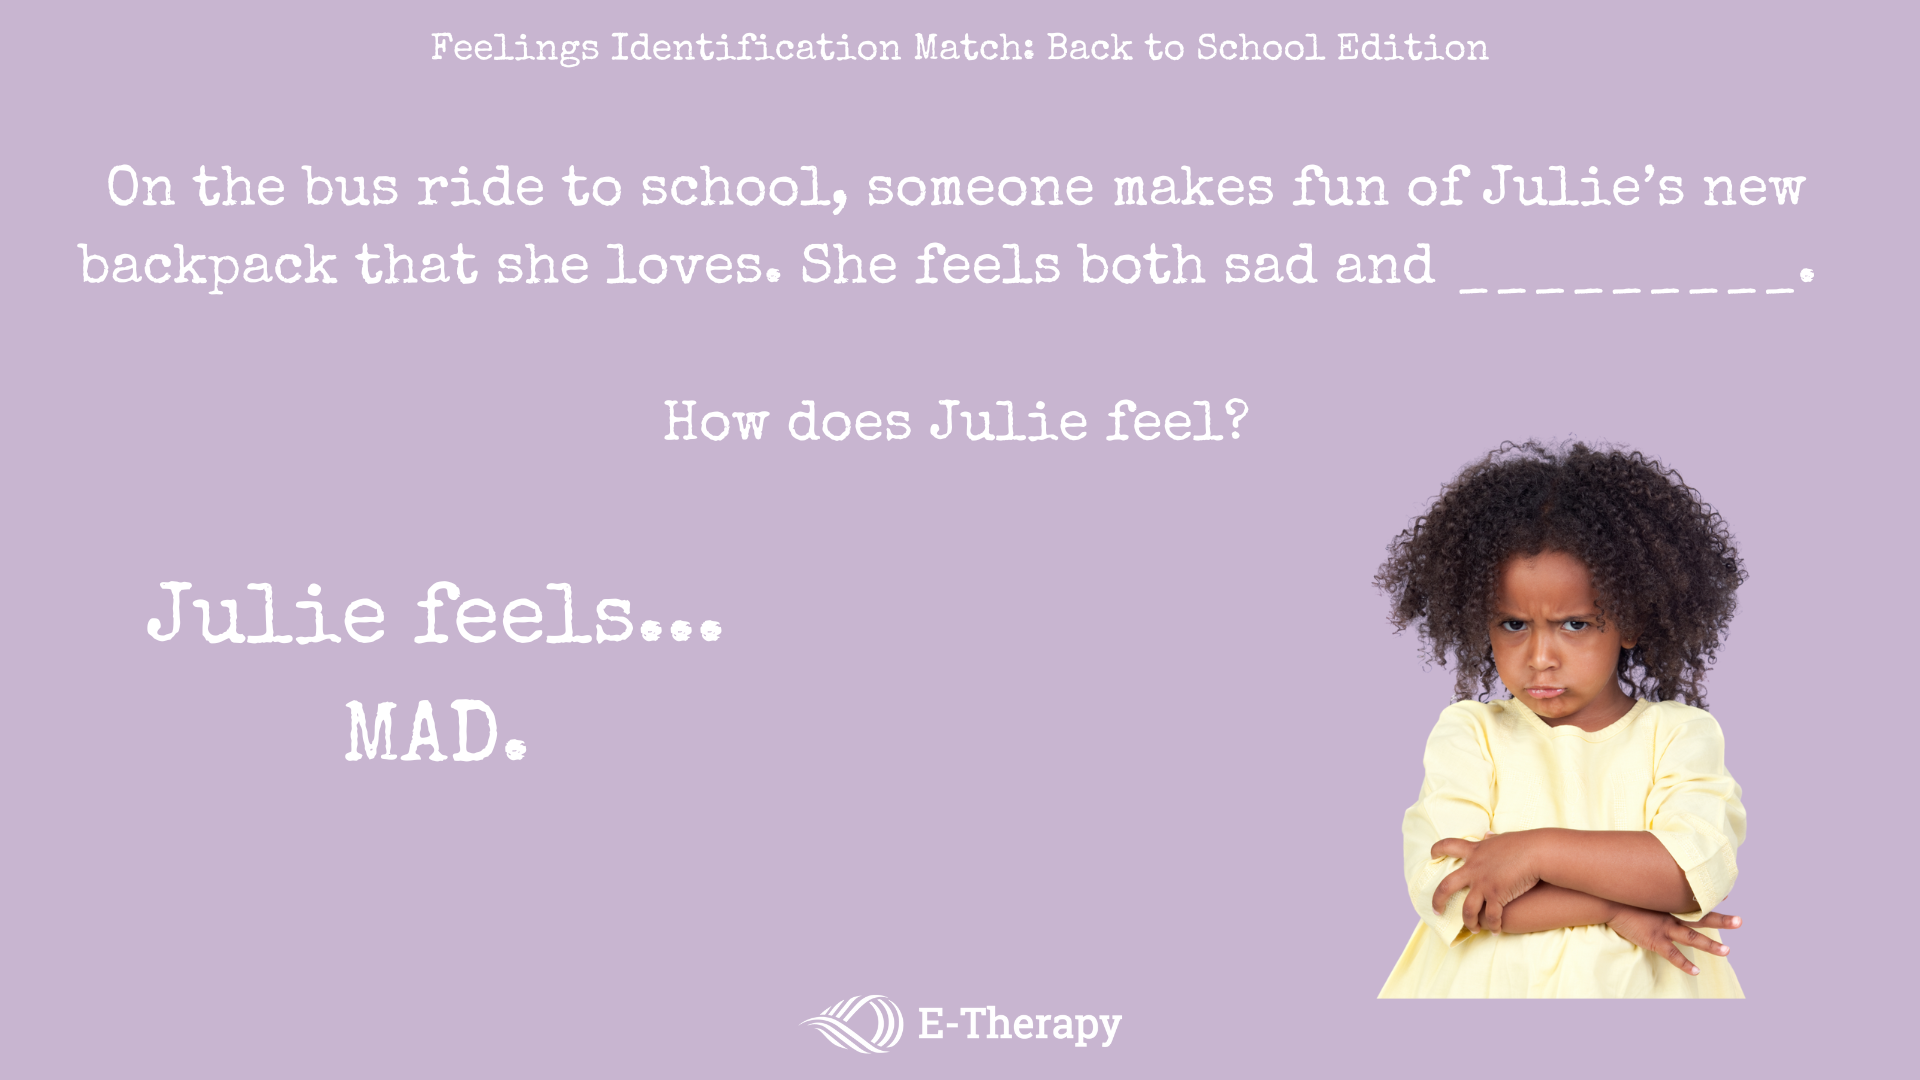 Feelings Identification Match: Back to School Edition
On the bus ride to school, someone makes fun of Julie’s new
backpack that she loves. She feels both sad and _________.
How does Julie feel?
Julie feels...
MAD.
E-Therapy